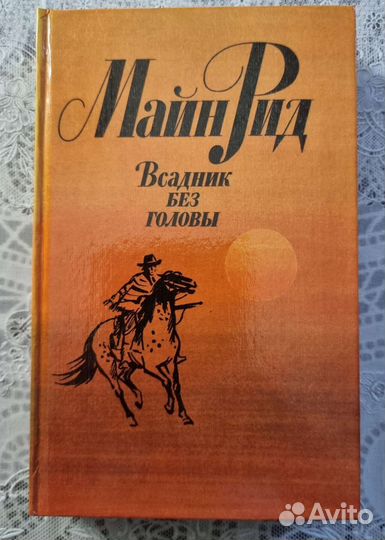 Майн Рид
Всадник
без
головы
Avito